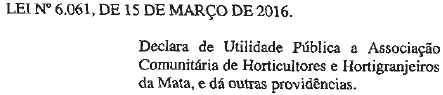 LEI Nº 6.061, DE 15 DE MARÇO DE 2016.
Declara de Utilidade Pública a Associação
Comunitária de Horticultores e Hortigranjeiros
da Mata, e dá outras providências.